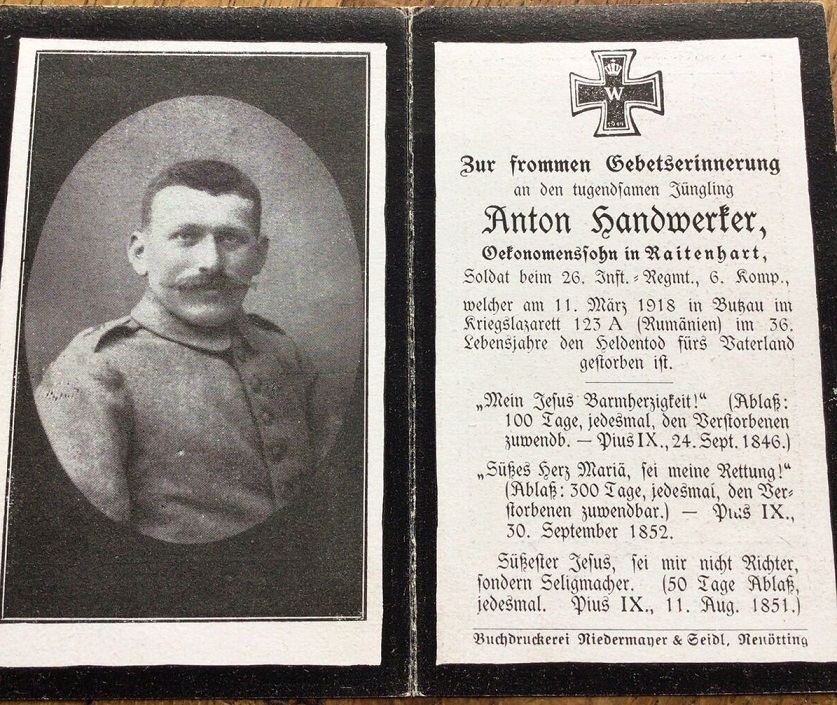 W
1914
Zur frommen Gebetserinnerung
an den tugendsamen Jüngling
Anton Handwerker,
Oekonomenssohn in Raitenhart,
Soldat beim 26. Inft.-Regmt., 6. Komp.,
welcher am 11. März 1918 in Butzau im
Kriegslazarett 123 A (Rumänien) im 36.
Lebensjahre den Heldentod fürs Vaterland
gestorben ist.
„Mein Jesus Barmherzigkeit!“ (Ablaß:
100 Tage, jedesmal, den Verstorbenen
zuwendb. — Pius IX., 24. Sept. 1846.)
„Süßes Herz Mariä, sei meine Rettung!“
(Ablaß: 300 Tage, jedesmal, den Ver-
storbenen zuwendbar.) — Pius IX.,
30. September 1852.
Süßester Jesus, sei mir nicht Richter,
sondern Seligmacher. (50 Tage Ablaß,
jedesmal. Pius IX., 11. Aug. 1851.)
Buchdruckerei Niedermayer & Seidl, Neuötting